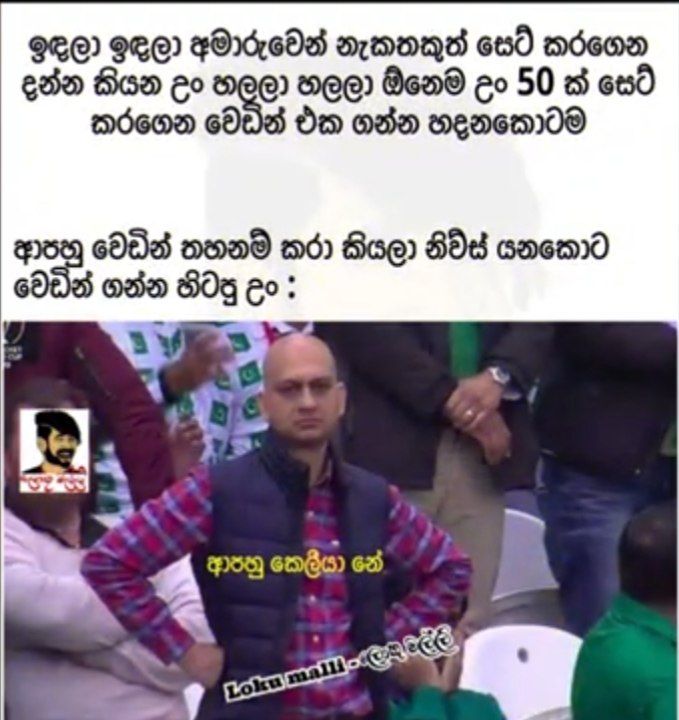 ඉඳලා ඉඳලා අමාරුවෙන් නැකතකුත් සෙට් කරගෙන
දන්න කියන උං හලලා හලලා ඕනෙම උං 50 ක් සෙට්
කරගෙන වෙඩින් එක ගන්න හදනකොටම
ආපහු වෙඩින් තහනම් කරා කියලා නිව්ස් යනකොට
වෙඩින් ගන්න හිටපු උං :
ආපහු කෙලීයා නේ
Loku malli - ලොකු මල්ලි